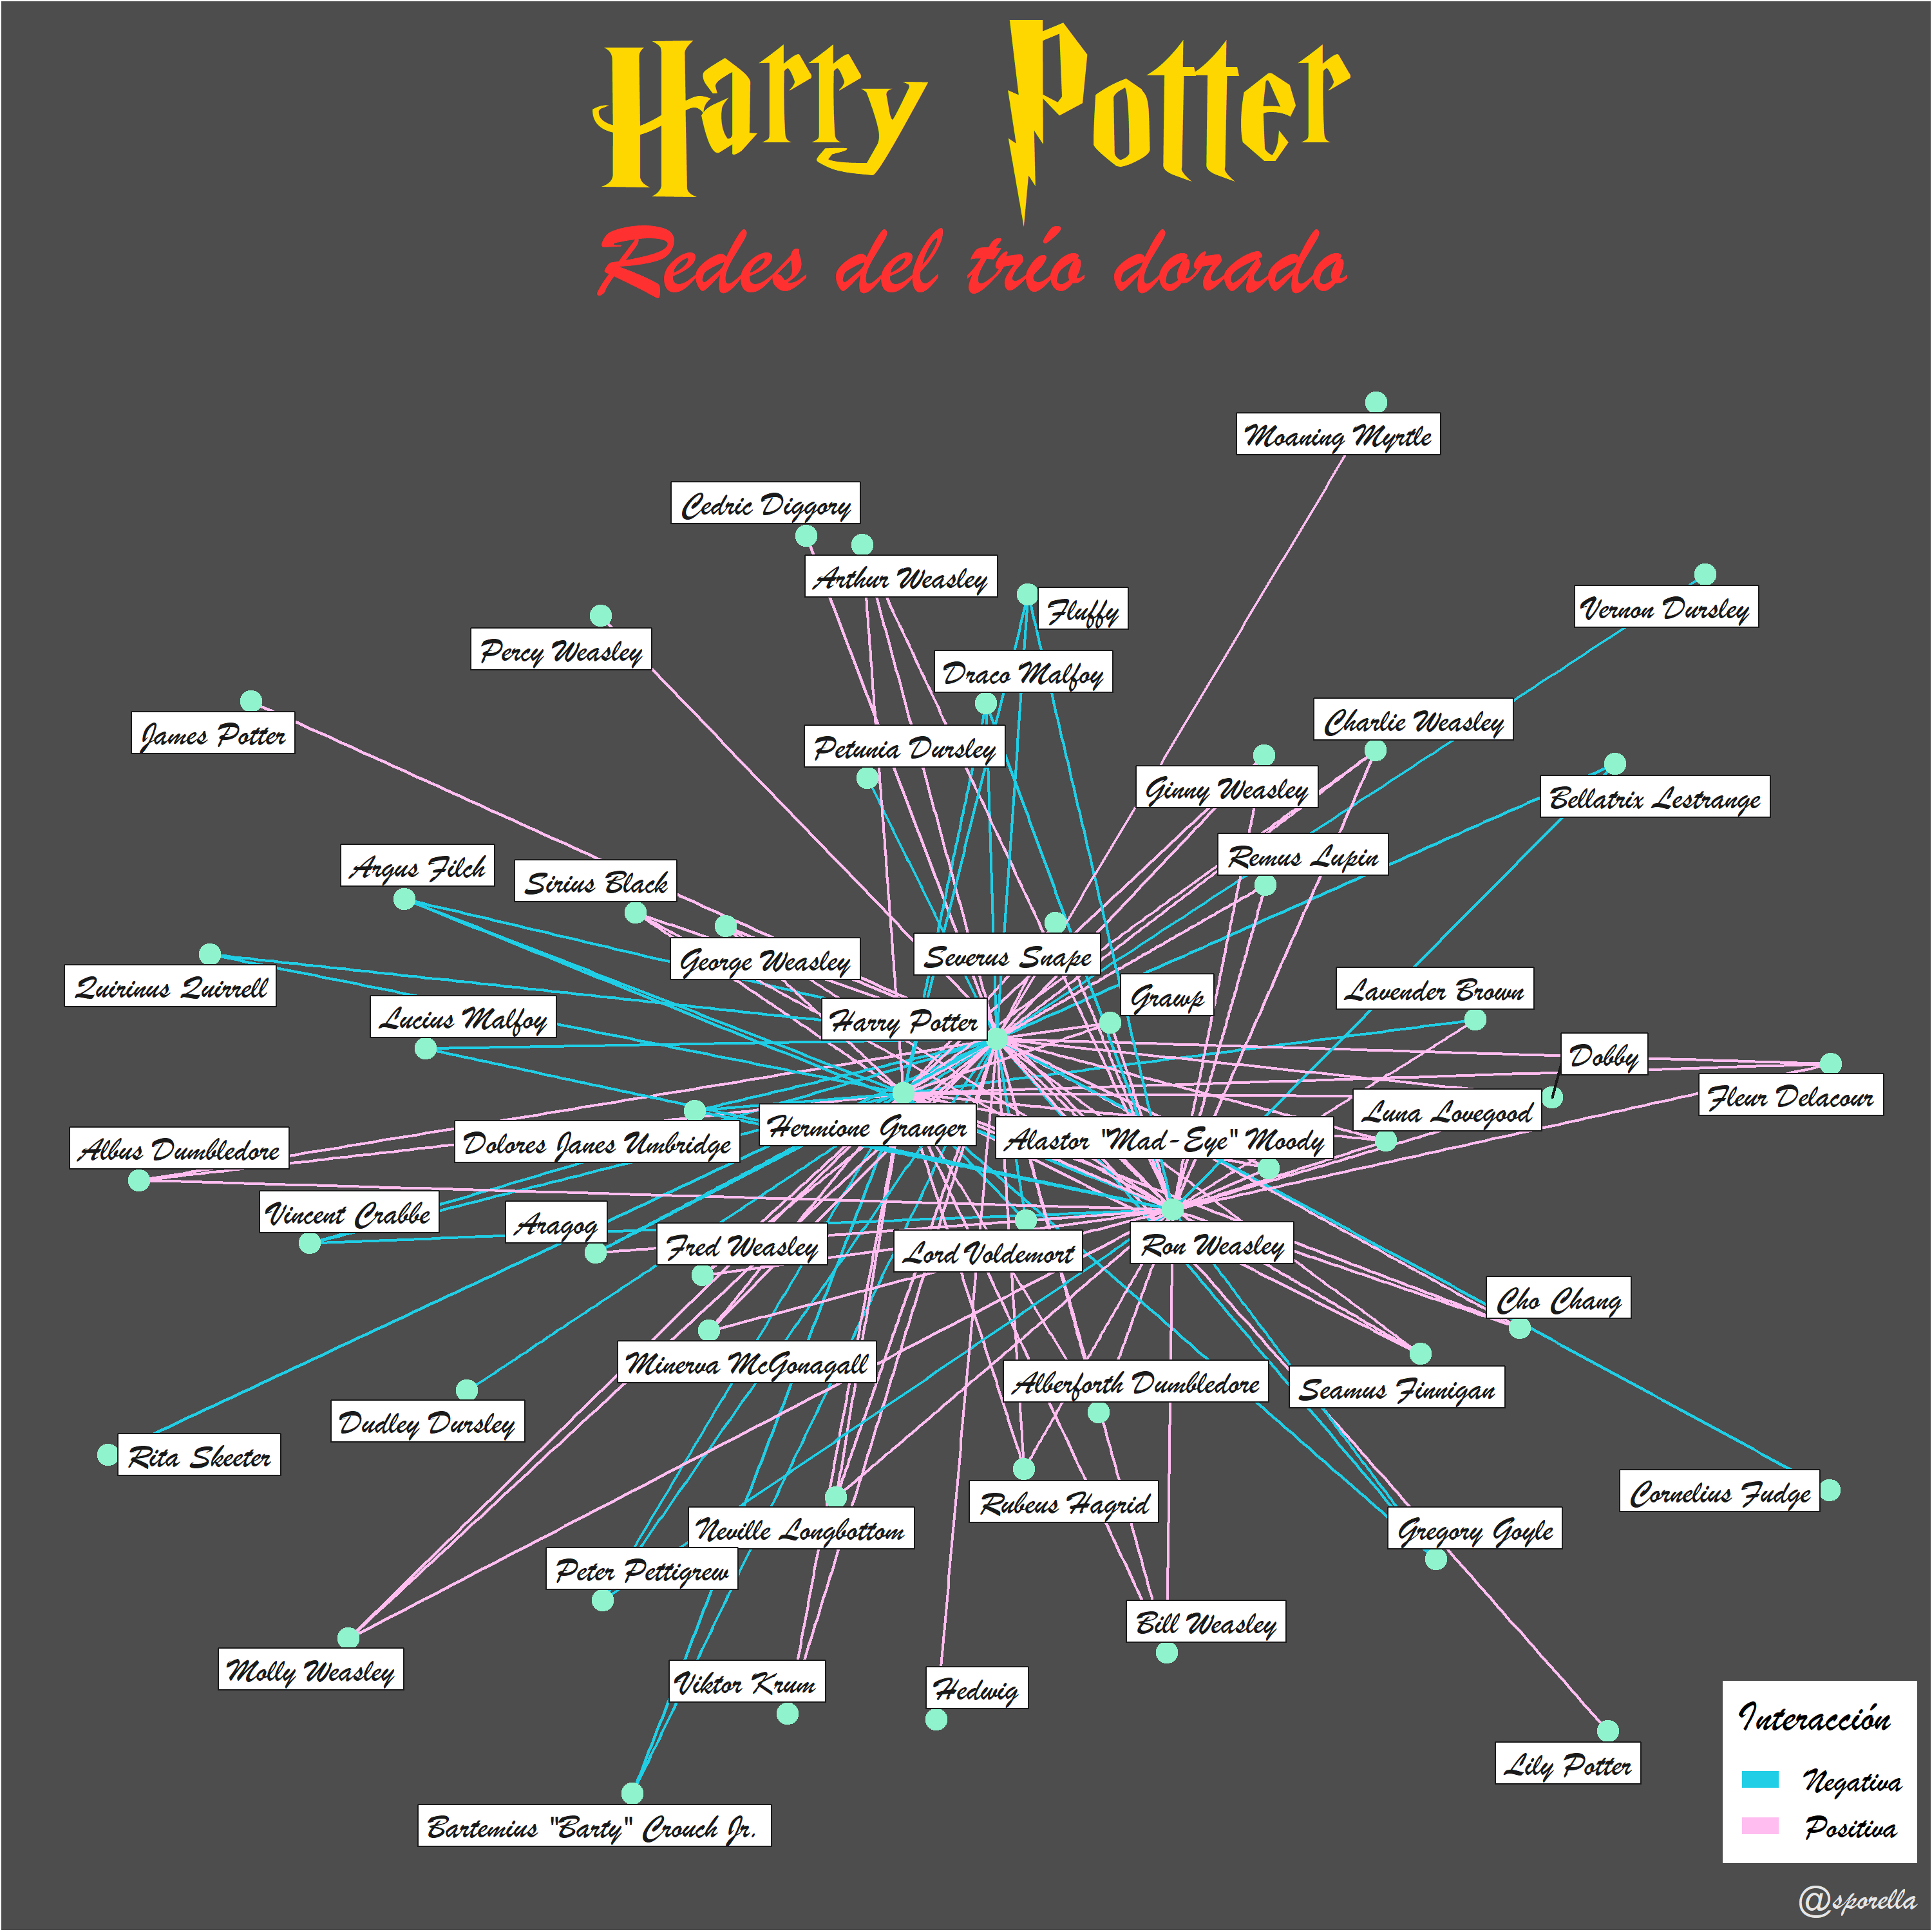 Harry Potter
Redes del trío dorado
Moaning Myrtle
Cedric Diggory
Arthur Weasley
Fluffy
Vernon Dursley
Percy Weasley
Draco Malfoy
James Potter
Petunia Dursley
Charlie Weasley
Ginny Weasley
Bellatrix Lestrange
Argus Filch
Sirius Black
Remus Lupin
George Weasley
Severus Snape
Quirinus Quirrell
Lucius Malfoy
Harry Potter
Grawp
Lavender Brown
Dobby
Fleur Delacour
Luna Lovegood
Albus Dumbledore
Dolores Janes Umbridge
Hermione Granger
Alastor "Mad-Eye" Moody
Vincent Crabbe
Aragog
Fred Weasley
Lord Voldemort
Ron Weasley
Cho Chang
Minerva McGonagall
Alberforth Dumbledore
Seamus Finnigan
Dudley Dursley
Rita Skeeter
Rubeus Hagrid
Cornelius Fudge
Neville Longbottom
Gregory Goyle
Peter Pettigrew
Bill Weasley
Molly Weasley
Viktor Krum
Hedwig
Lily Potter
Bartemius "Barty" Crouch Jr.
Interacción
Negativa
Positiva
@sporella